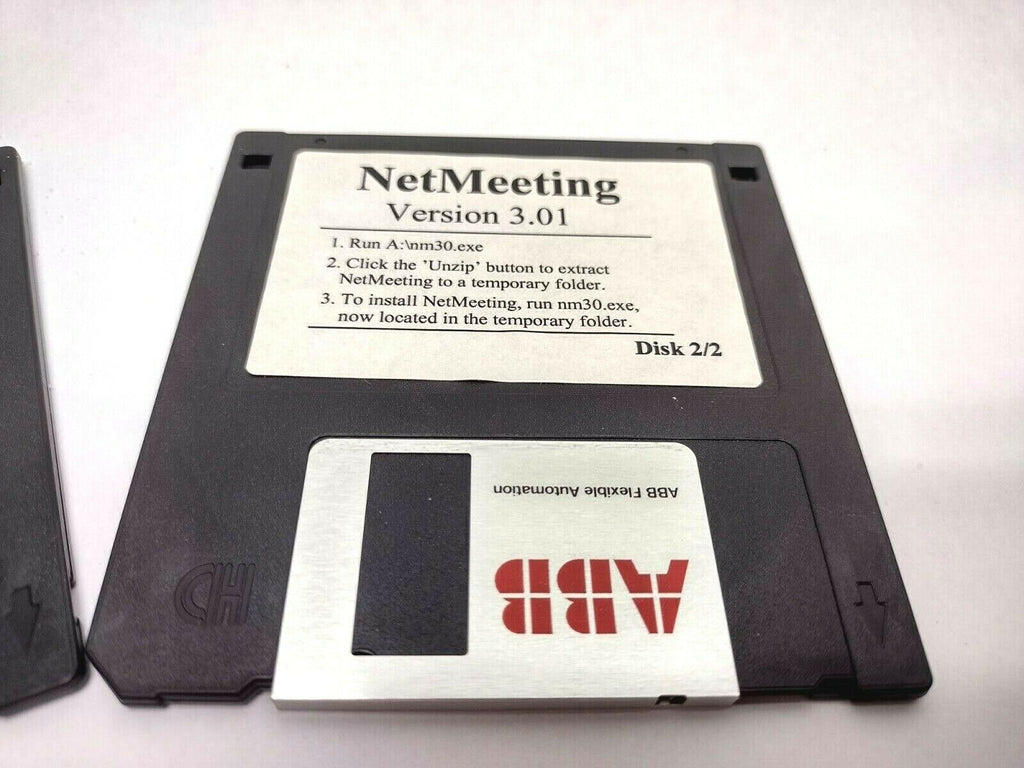 NetMeeting
Version 3.01
1. Run A:\nm30.exe
2. Click the 'Unzip' button to extract
NetMeeting to a temporary folder.
3. To install NetMeeting, run nm30.exe,
now located in the temporary folder.
Disk 2/2
ABB Flexible Automation
ABB
HD